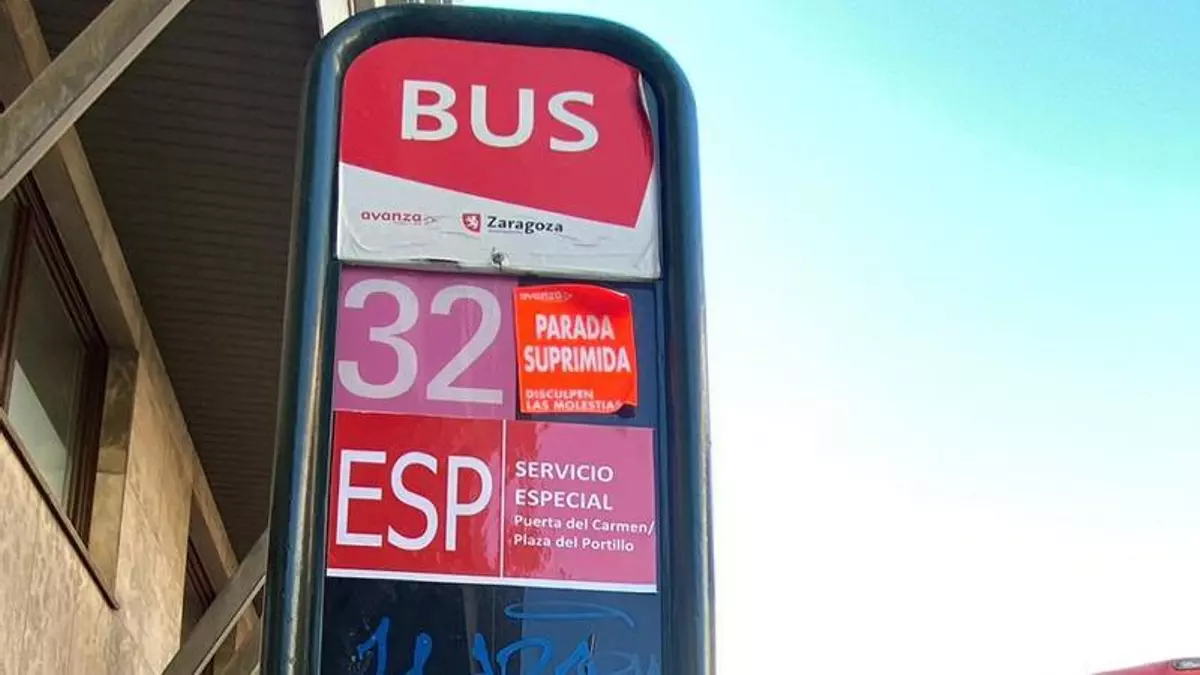 BUS
avanza Zaragoza
32
avanza
PARADA
SUPRIMIDA
DISCULPEN
LAS MOLESTIAS
ESP
SERVICIO
ESPECIAL
Puerta del Carmen/
Plaza del Portillo